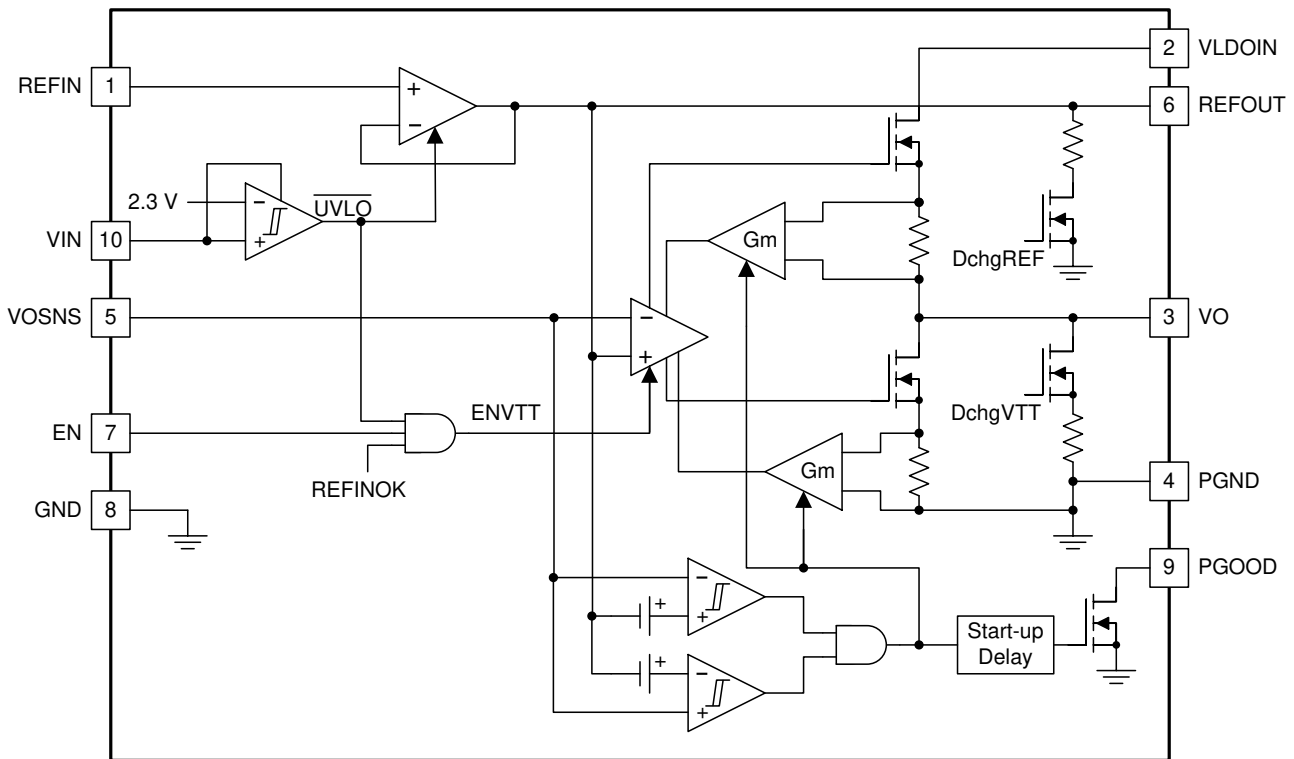 2 VLDOIN
REFIN 1
+
−
6 REFOUT
2.3 V
−
+
UVLO
VIN 10
Gm
DchgREF
VOSNS 5
−
+
3 VO
DchgVTT
ENVTT
EN 7
REFINOK
Gm
4 PGND
GND 8
9 PGOOD
−
+
+
Start-up
Delay
+
−
+